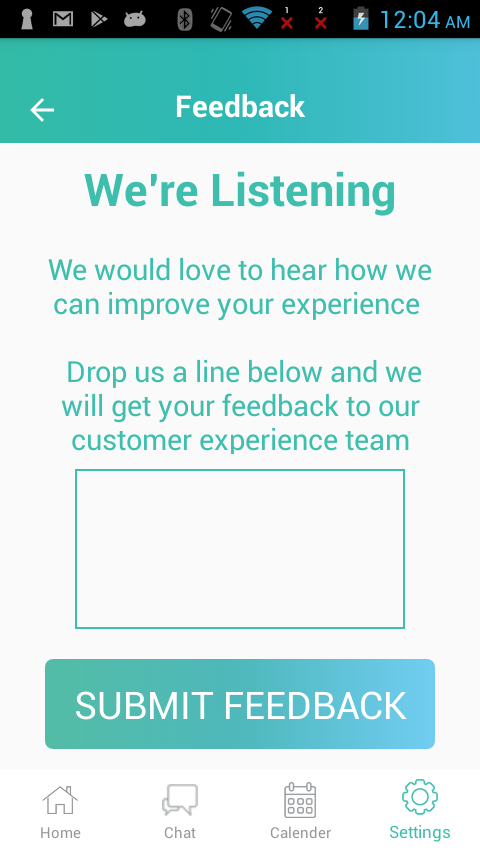 1 2 12:04 AM
Feedback
We're Listening
We would love to hear how we
can improve your experience
Drop us a line below and we
will get your feedback to our
customer experience team
SUBMIT FEEDBACK
Home Chat Calender Settings